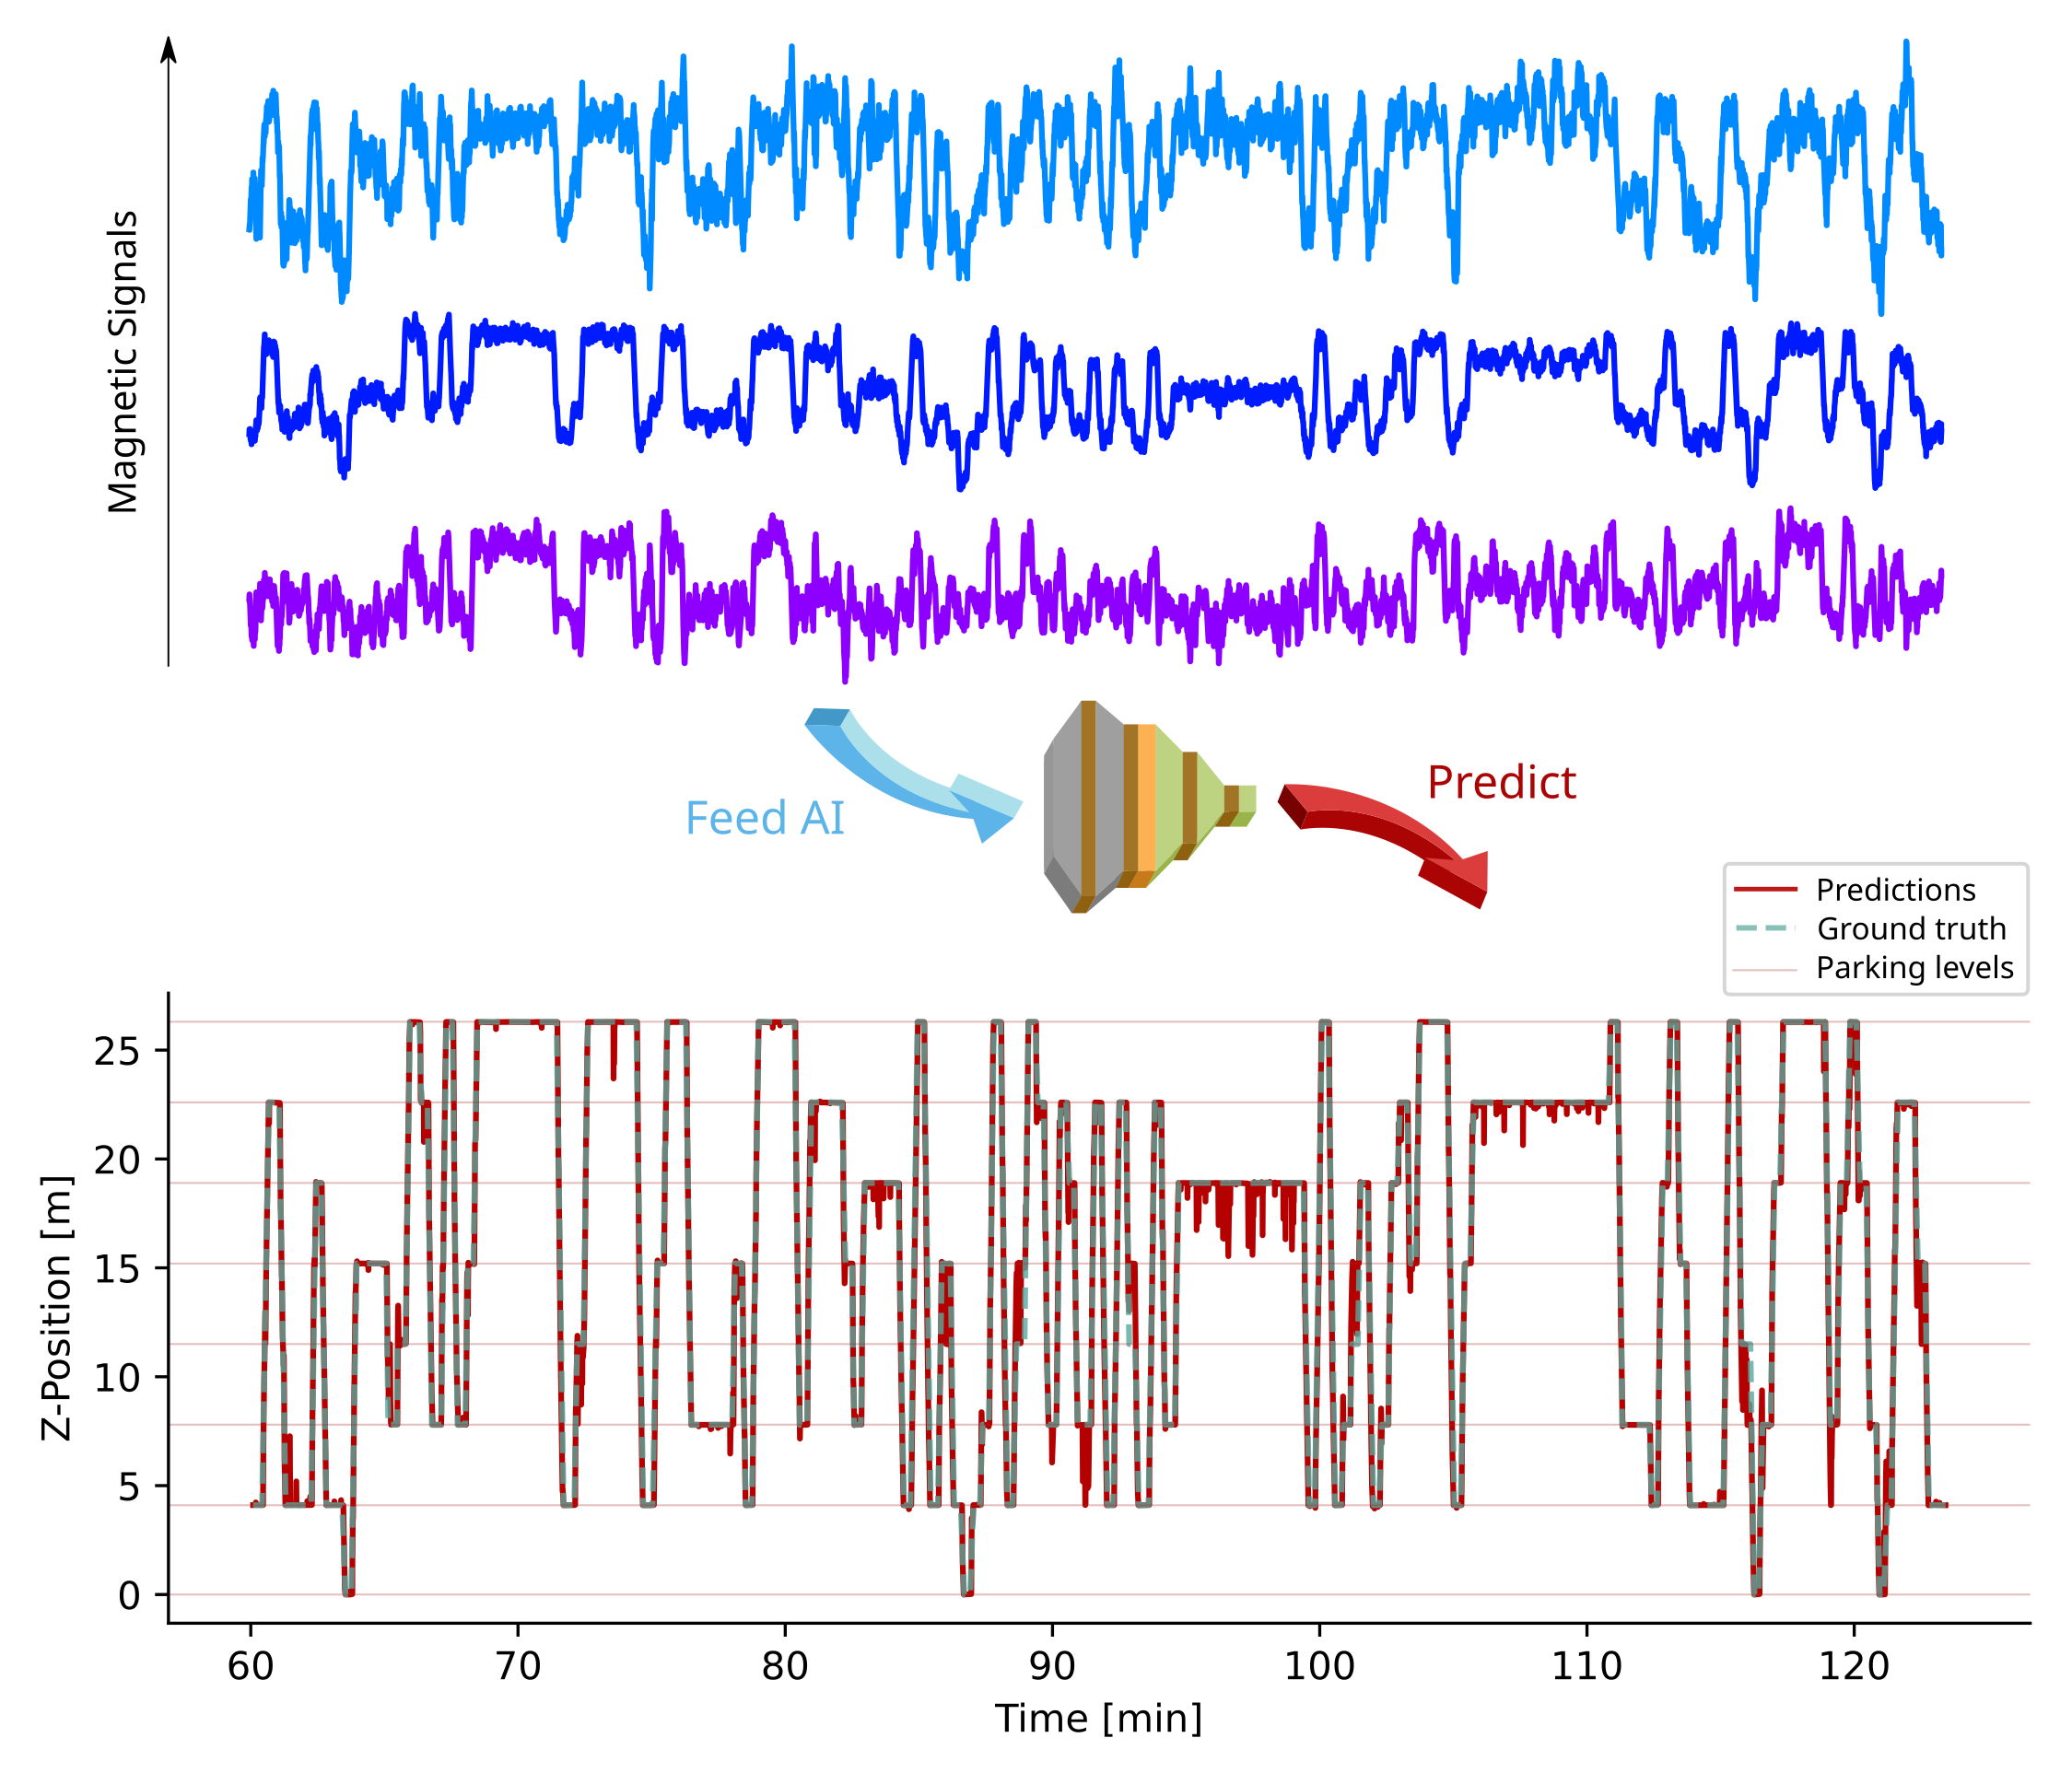 Magnetic Signals
Feed AI
Predict
Predictions
Ground truth
Parking levels
Z-Position [m]
25
20
15
10
5
0
60 70 80 90 100 110 120
Time [min]